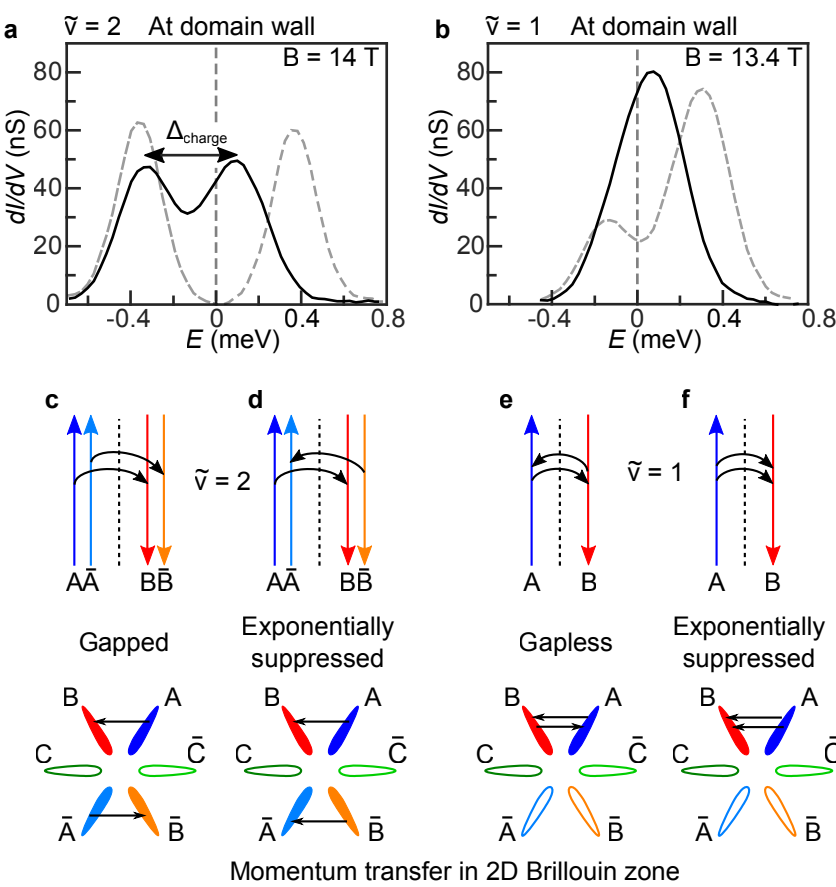 a ν̃ = 2 At domain wall
B = 14 T
Δcharge
dI/dV (nS)
80
60
40
20
0
-0.4 0 0.4 0.8
E (meV)
b ν̃ = 1 At domain wall
B = 13.4 T
dI/dV (nS)
80
60
40
20
0
-0.4 0 0.4 0.8
E (meV)
c d e f
ν̃ = 2 ν̃ = 1
A Ā B B̄ A Ā B B̄ A B A B
Gapped Exponentially suppressed Gapless Exponentially suppressed
B A B A B A B A
C C̄ C C̄ C C̄ C C̄
Ā B̄ Ā B̄ Ā B̄ Ā B̄
Momentum transfer in 2D Brillouin zone